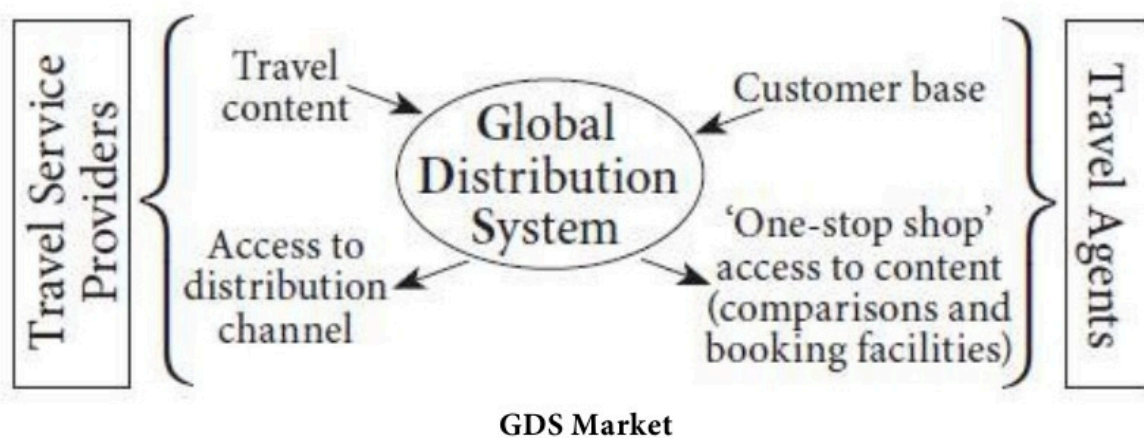 Travel Service
Providers
Travel
content
Access to
distribution
channel
Global
Distribution
System
Customer base
‘One-stop shop’
access to content
(comparisons and
booking facilities)
Travel Agents
GDS Market